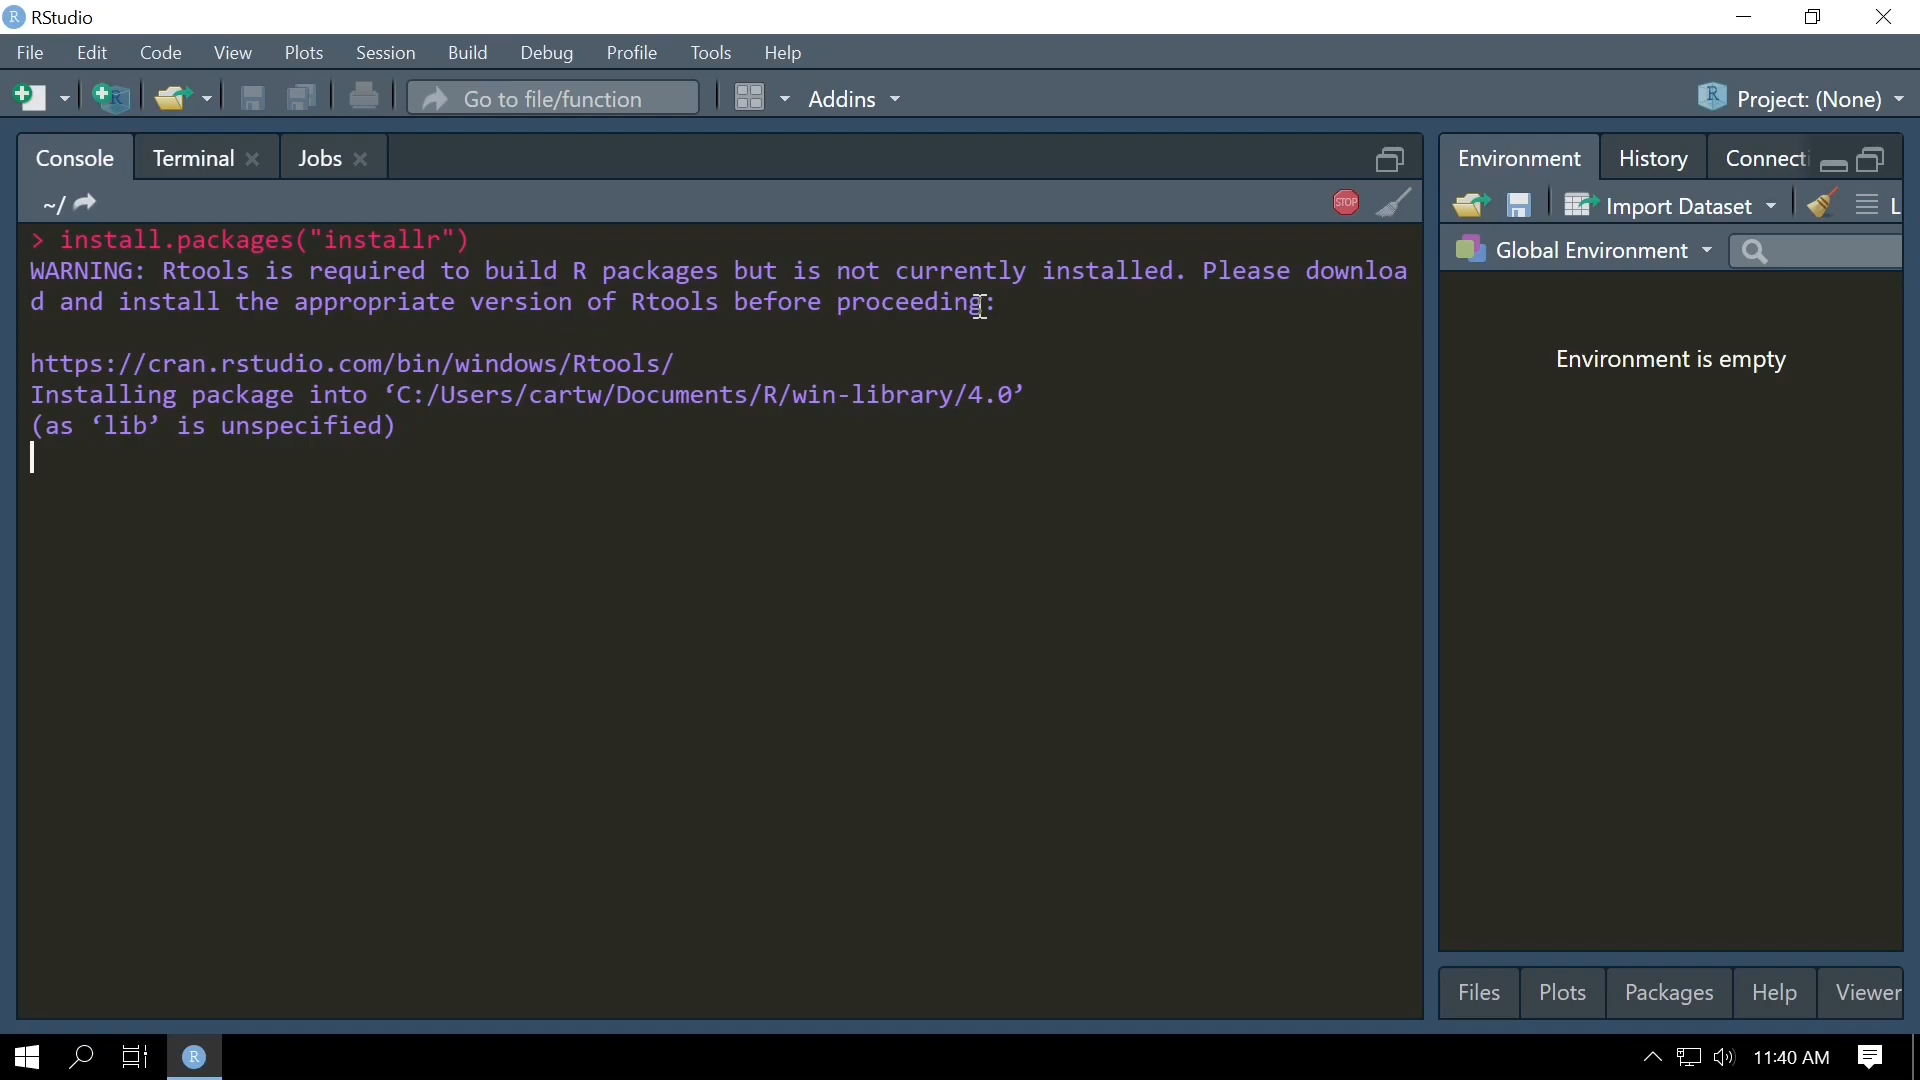 R RStudio
File Edit Code View Plots Session Build Debug Profile Tools Help
Go to file/function Addins R Project: (None)
Console Terminal Jobs
~/
STOP
> install.packages("installr")
WARNING: Rtools is required to build R packages but is not currently installed. Please downloa
d and install the appropriate version of Rtools before proceeding:
https://cran.rstudio.com/bin/windows/Rtools/
Installing package into ‘C:/Users/cartw/Documents/R/win-library/4.0’
(as ‘lib’ is unspecified)
Environment History Connecti
Import Dataset L
Global Environment
Environment is empty
Files Plots Packages Help Viewer
R 11:40 AM